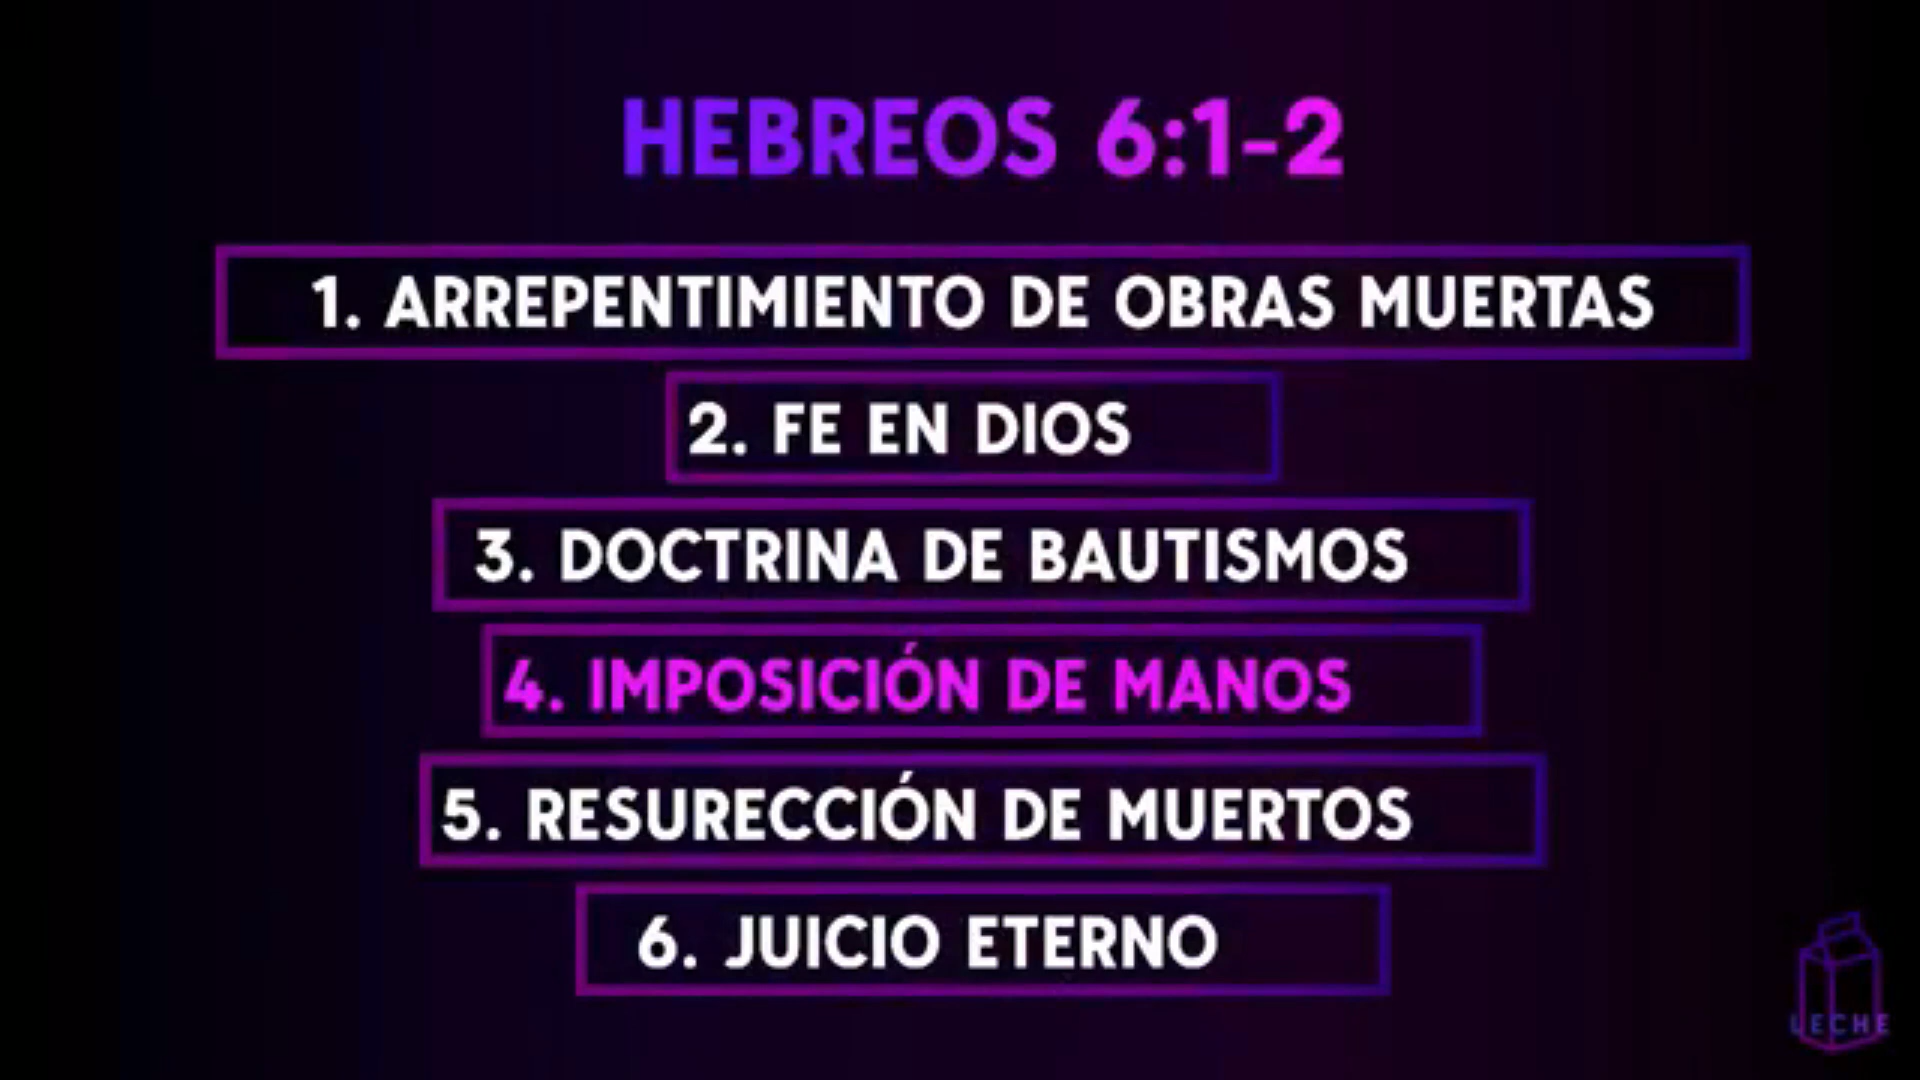 HEBREOS 6:1-2
1. ARREPENTIMIENTO DE OBRAS MUERTAS
2. FE EN DIOS
3. DOCTRINA DE BAUTISMOS
4. IMPOSICIÓN DE MANOS
5. RESURECCIÓN DE MUERTOS
6. JUICIO ETERNO
LECHE